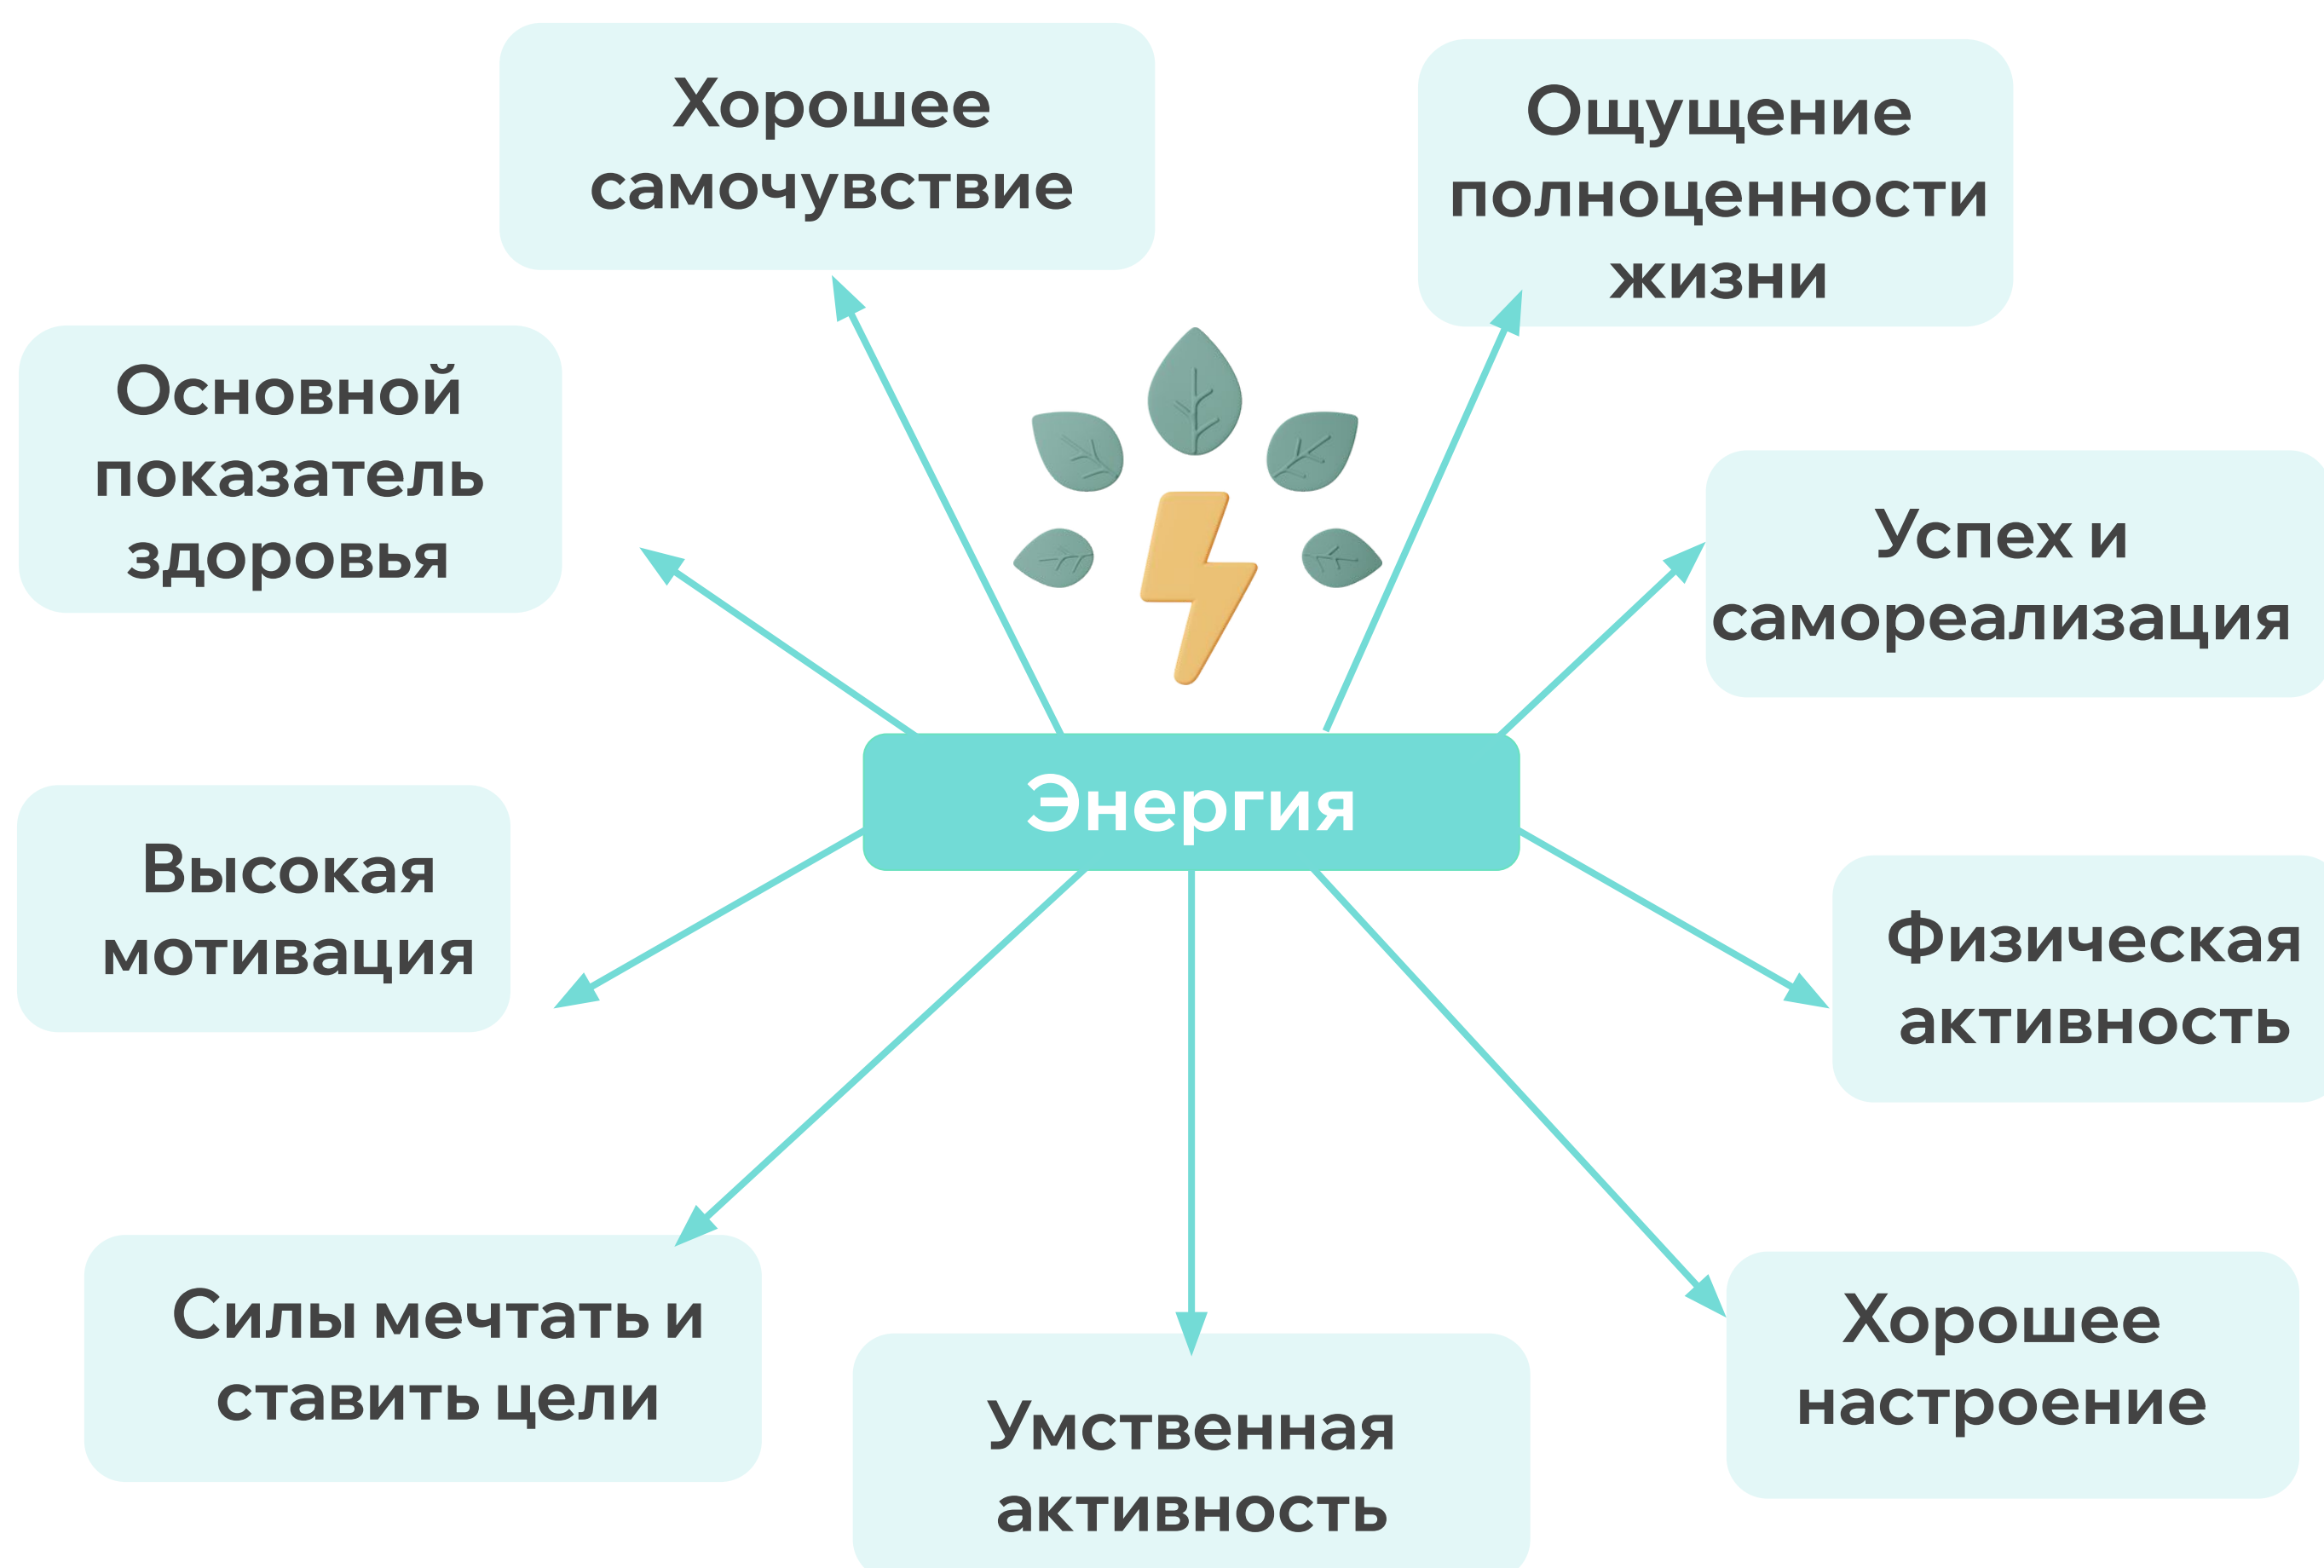 Хорошее
самочувствие
Ощущение
полноценности
жизни
Основной
показатель
здоровья
Успех и
самореализация
Энергия
Высокая
мотивация
Физическая
активность
Силы мечтать и
ставить цели
Хорошее
настроение
Умственная
активность